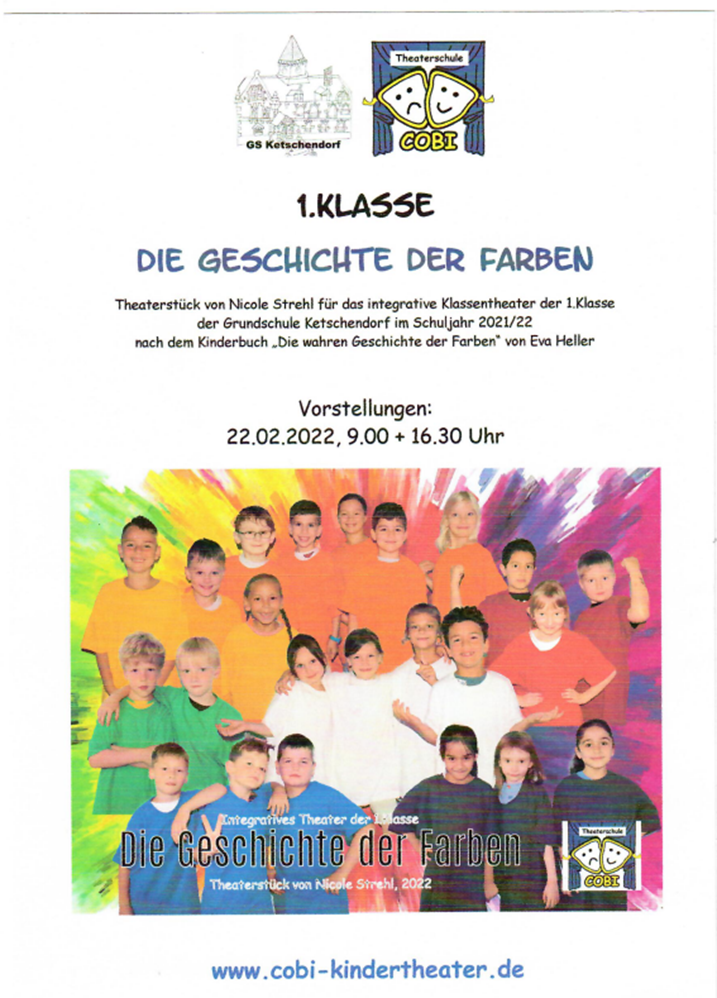 GS Ketschendorf
Theaterschule
COBI
1.KLASSE
DIE GESCHICHTE DER FARBEN
Theaterstück von Nicole Strehl für das integrative Klassentheater der 1.Klasse
der Grundschule Ketschendorf im Schuljahr 2021/22
nach dem Kinderbuch „Die wahren Geschichte der Farben“ von Eva Heller
Vorstellungen:
22.02.2022, 9.00 + 16.30 Uhr
Integratives Theater der 1.Klasse
Die Geschichte der Farben
Theaterstück von Nicole Strehl, 2022
Theaterschule
COBI
www.cobi-kindertheater.de